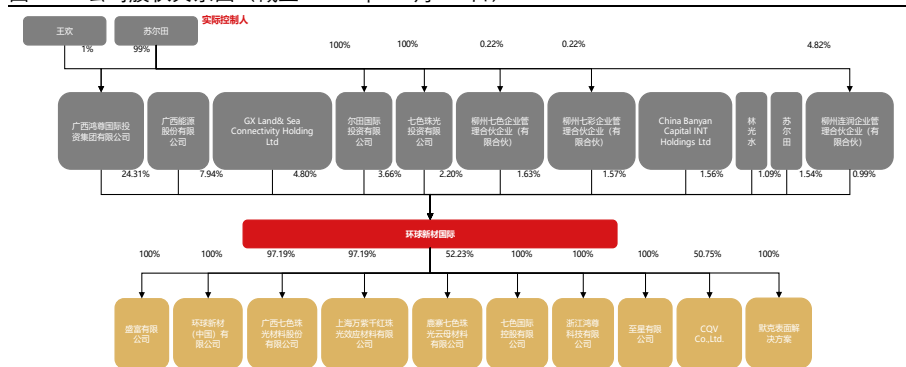 实际控制人
王欢
苏尔田
1%
99%
100%
100%
0.22%
0.22%
4.82%
广西鸿尊国际投
资集团有限公司
广西能源
股份有限
公司
GX Land& Sea
Connectivity Holding
Ltd
尔田国际
投资有限
公司
七色珠光
投资有限
公司
柳州七色企业管
理合伙企业（有
限合伙）
柳州七彩企业管
理合伙企业（有
限合伙）
China Banyan
Capital INT
Holdings Ltd
林
光
水
苏
尔
田
柳州连润企业管
理合伙企业（有
限合伙）
24.31%
7.94%
4.80%
3.66%
2.20%
1.63%
1.57%
1.56%
1.09%
1.54%
0.99%
环球新材国际
100%
100%
97.19%
97.19%
52.23%
100%
100%
100%
50.75%
100%
盛富有限
公司
环球新材
（中国）有
限公司
广西七色珠
光材料股份
有限公司
上海万紫千红珠
光效应材料有限
公司
鹿寨七色珠
光云母材料
有限公司
七色国际
控股有限
公司
浙江鸿尊
科技有限
公司
至星有限
公司
CQV
Co.,Ltd.
默克表面解
决方案